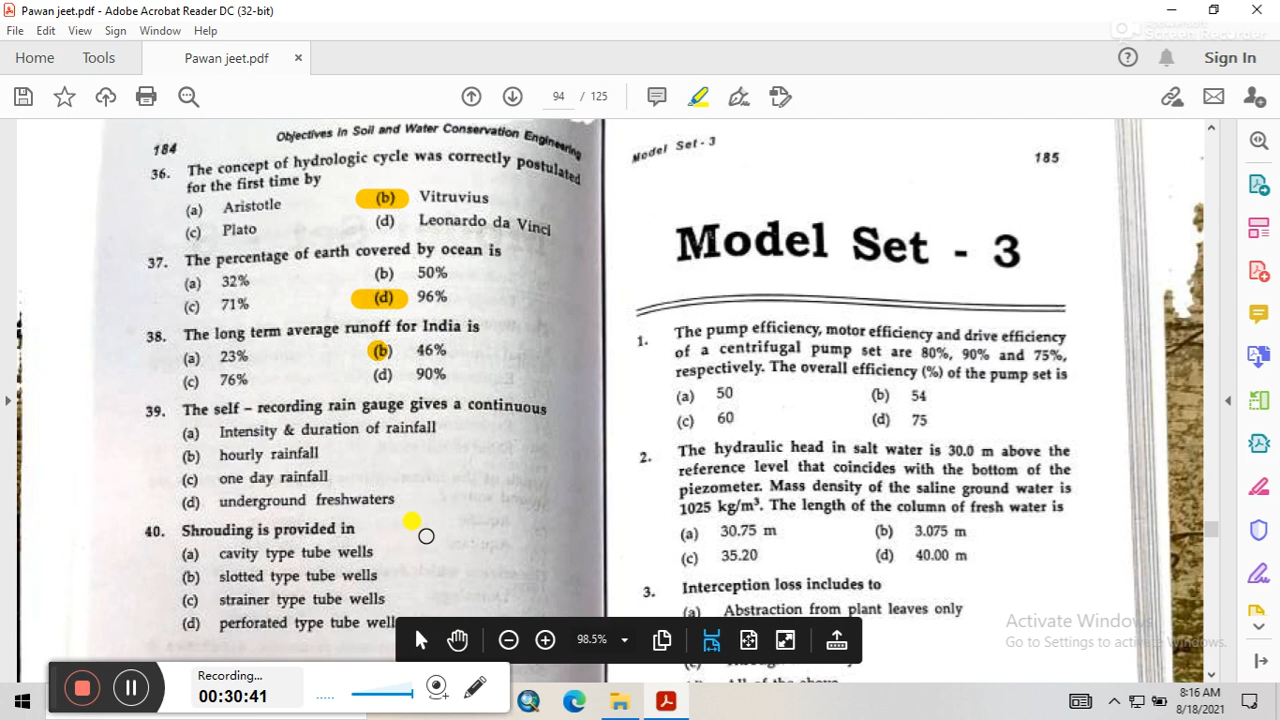 Pawan jeet.pdf - Adobe Acrobat Reader DC (32-bit)
File Edit View Sign Window Help
Home Tools Pawan jeet.pdf × Sign In
94 / 125
184 Objectives in Soil and Water Conservation Engineering
36. The concept of hydrologic cycle was correctly postulated
for the first time by
(a) Aristotle (b) Vitruvius
(c) Plato (d) Leonardo da Vinci
37. The percentage of earth covered by ocean is
(a) 32% (b) 50%
(c) 71% (d) 96%
38. The long term average runoff for India is
(a) 23% (b) 46%
(c) 76% (d) 90%
39. The self – recording rain gauge gives a continuous
(a) Intensity & duration of rainfall
(b) hourly rainfall
(c) one day rainfall
(d) underground freshwaters
40. Shrouding is provided in
(a) cavity type tube wells
(b) slotted type tube wells
(c) strainer type tube wells
(d) perforated type tube well
Model Set - 3 185
Model Set - 3
1. The pump efficiency, motor efficiency and drive efficiency
of a centrifugal pump set are 80%, 90% and 75%,
respectively. The overall efficiency (%) of the pump set is
(a) 50 (b) 54
(c) 60 (d) 75
2. The hydraulic head in salt water is 30.0 m above the
reference level that coincides with the bottom of the
piezometer. Mass density of the saline ground water is
1025 kg/m³. The length of the column of fresh water is
(a) 30.75 m (b) 3.075 m
(c) 35.20 (d) 40.00 m
3. Interception loss includes to
(a) Abstraction from plant leaves only
98.5%
Activate Windows
Go to Settings to activate Windows.
Recording...
00:30:41
8:16 AM
8/18/2021